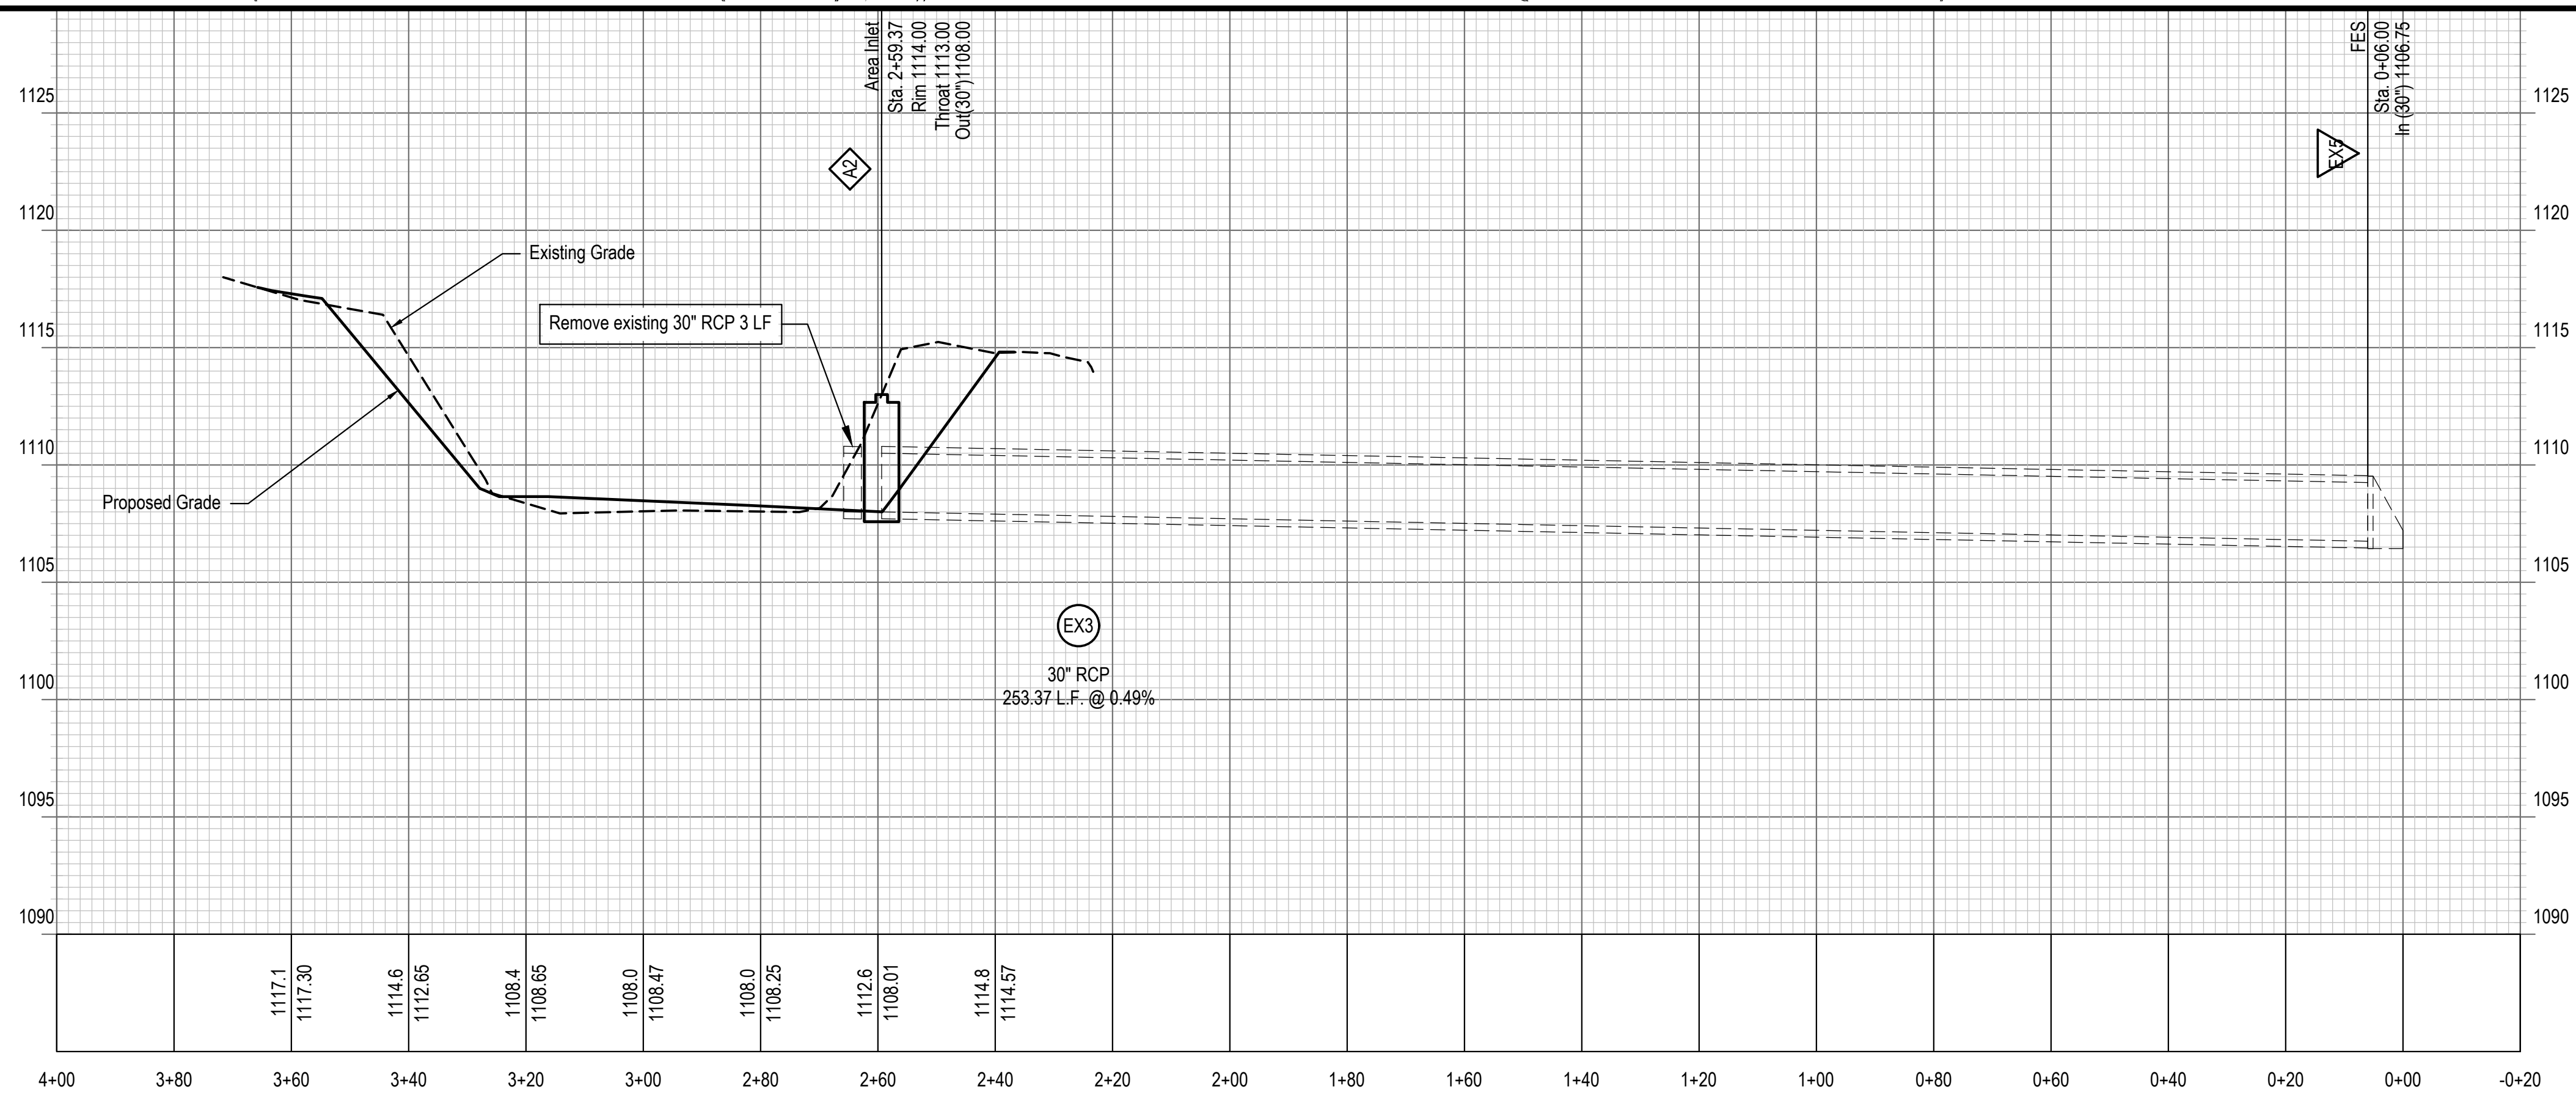 Area Inlet
Sta. 2+59.37
Rim 1114.00
Throat 1113.00
Out(30")1108.00
FES
Sta. 0+06.00
In (30") 1106.75
A2
EX5
1125
1125
1120
1120
Existing Grade
Remove existing 30" RCP 3 LF
1115
1115
1110
1110
Proposed Grade
1105
1105
EX3
30" RCP
253.37 L.F. @ 0.49%
1100
1100
1095
1095
1090
1090
1117.1
1117.30
1114.6
1112.65
1108.4
1108.65
1108.0
1108.47
1108.0
1108.25
1112.6
1108.01
1114.8
1114.57
4+00 3+80 3+60 3+40 3+20 3+00 2+80 2+60 2+40 2+20 2+00 1+80 1+60 1+40 1+20 1+00 0+80 0+60 0+40 0+20 0+00 -0+20